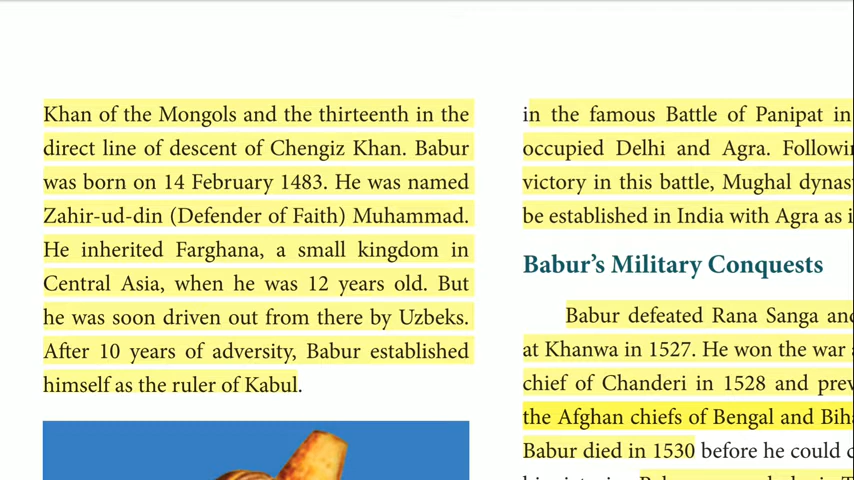 Khan of the Mongols and the thirteenth in the
direct line of descent of Chengiz Khan. Babur
was born on 14 February 1483. He was named
Zahir-ud-din (Defender of Faith) Muhammad.
He inherited Farghana, a small kingdom in
Central Asia, when he was 12 years old. But
he was soon driven out from there by Uzbeks.
After 10 years of adversity, Babur established
himself as the ruler of Kabul.
in the famous Battle of Panipat in
occupied Delhi and Agra.
victory in this battle, Mughal
be established in India with Agra as
Babur's Military Conquests
Babur defeated Rana Sanga
at Khanwa in 1527. He won the war
chief of Chanderi in 1528 and
the Afghan chiefs of Bengal and
Babur died in 1530 before he could